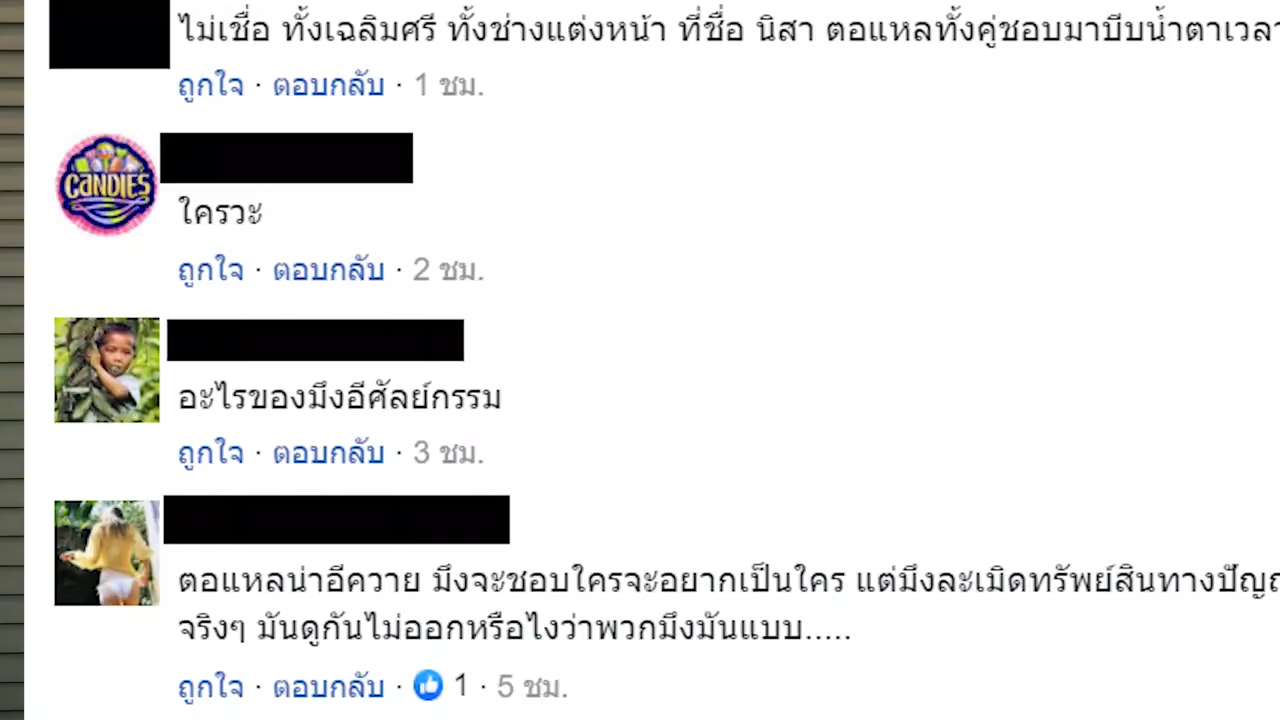 ไม่เชื่อ ทั้งเฉลิมศรี ทั้งช่างแต่งหน้า ที่ชื่อ นิสา ตอแหลทั้งคู่ชอบมาบีบน้ำตาเวลา
ถูกใจ · ตอบกลับ · 1 ชม.
CANDIES
ใครวะ
ถูกใจ · ตอบกลับ · 2 ชม.
อะไรของมึงอีศัลย์กรรม
ถูกใจ · ตอบกลับ · 3 ชม.
ตอแหลน่าอีควาย มึงจะชอบใครจะอยากเป็นใคร แต่มึงละเมิดทรัพย์สินทาง
จริงๆ มันดูกันไม่ออกหรือไงว่าพวกมึงมันแบบ.....
ถูกใจ · ตอบกลับ · 1 · 5 ชม.